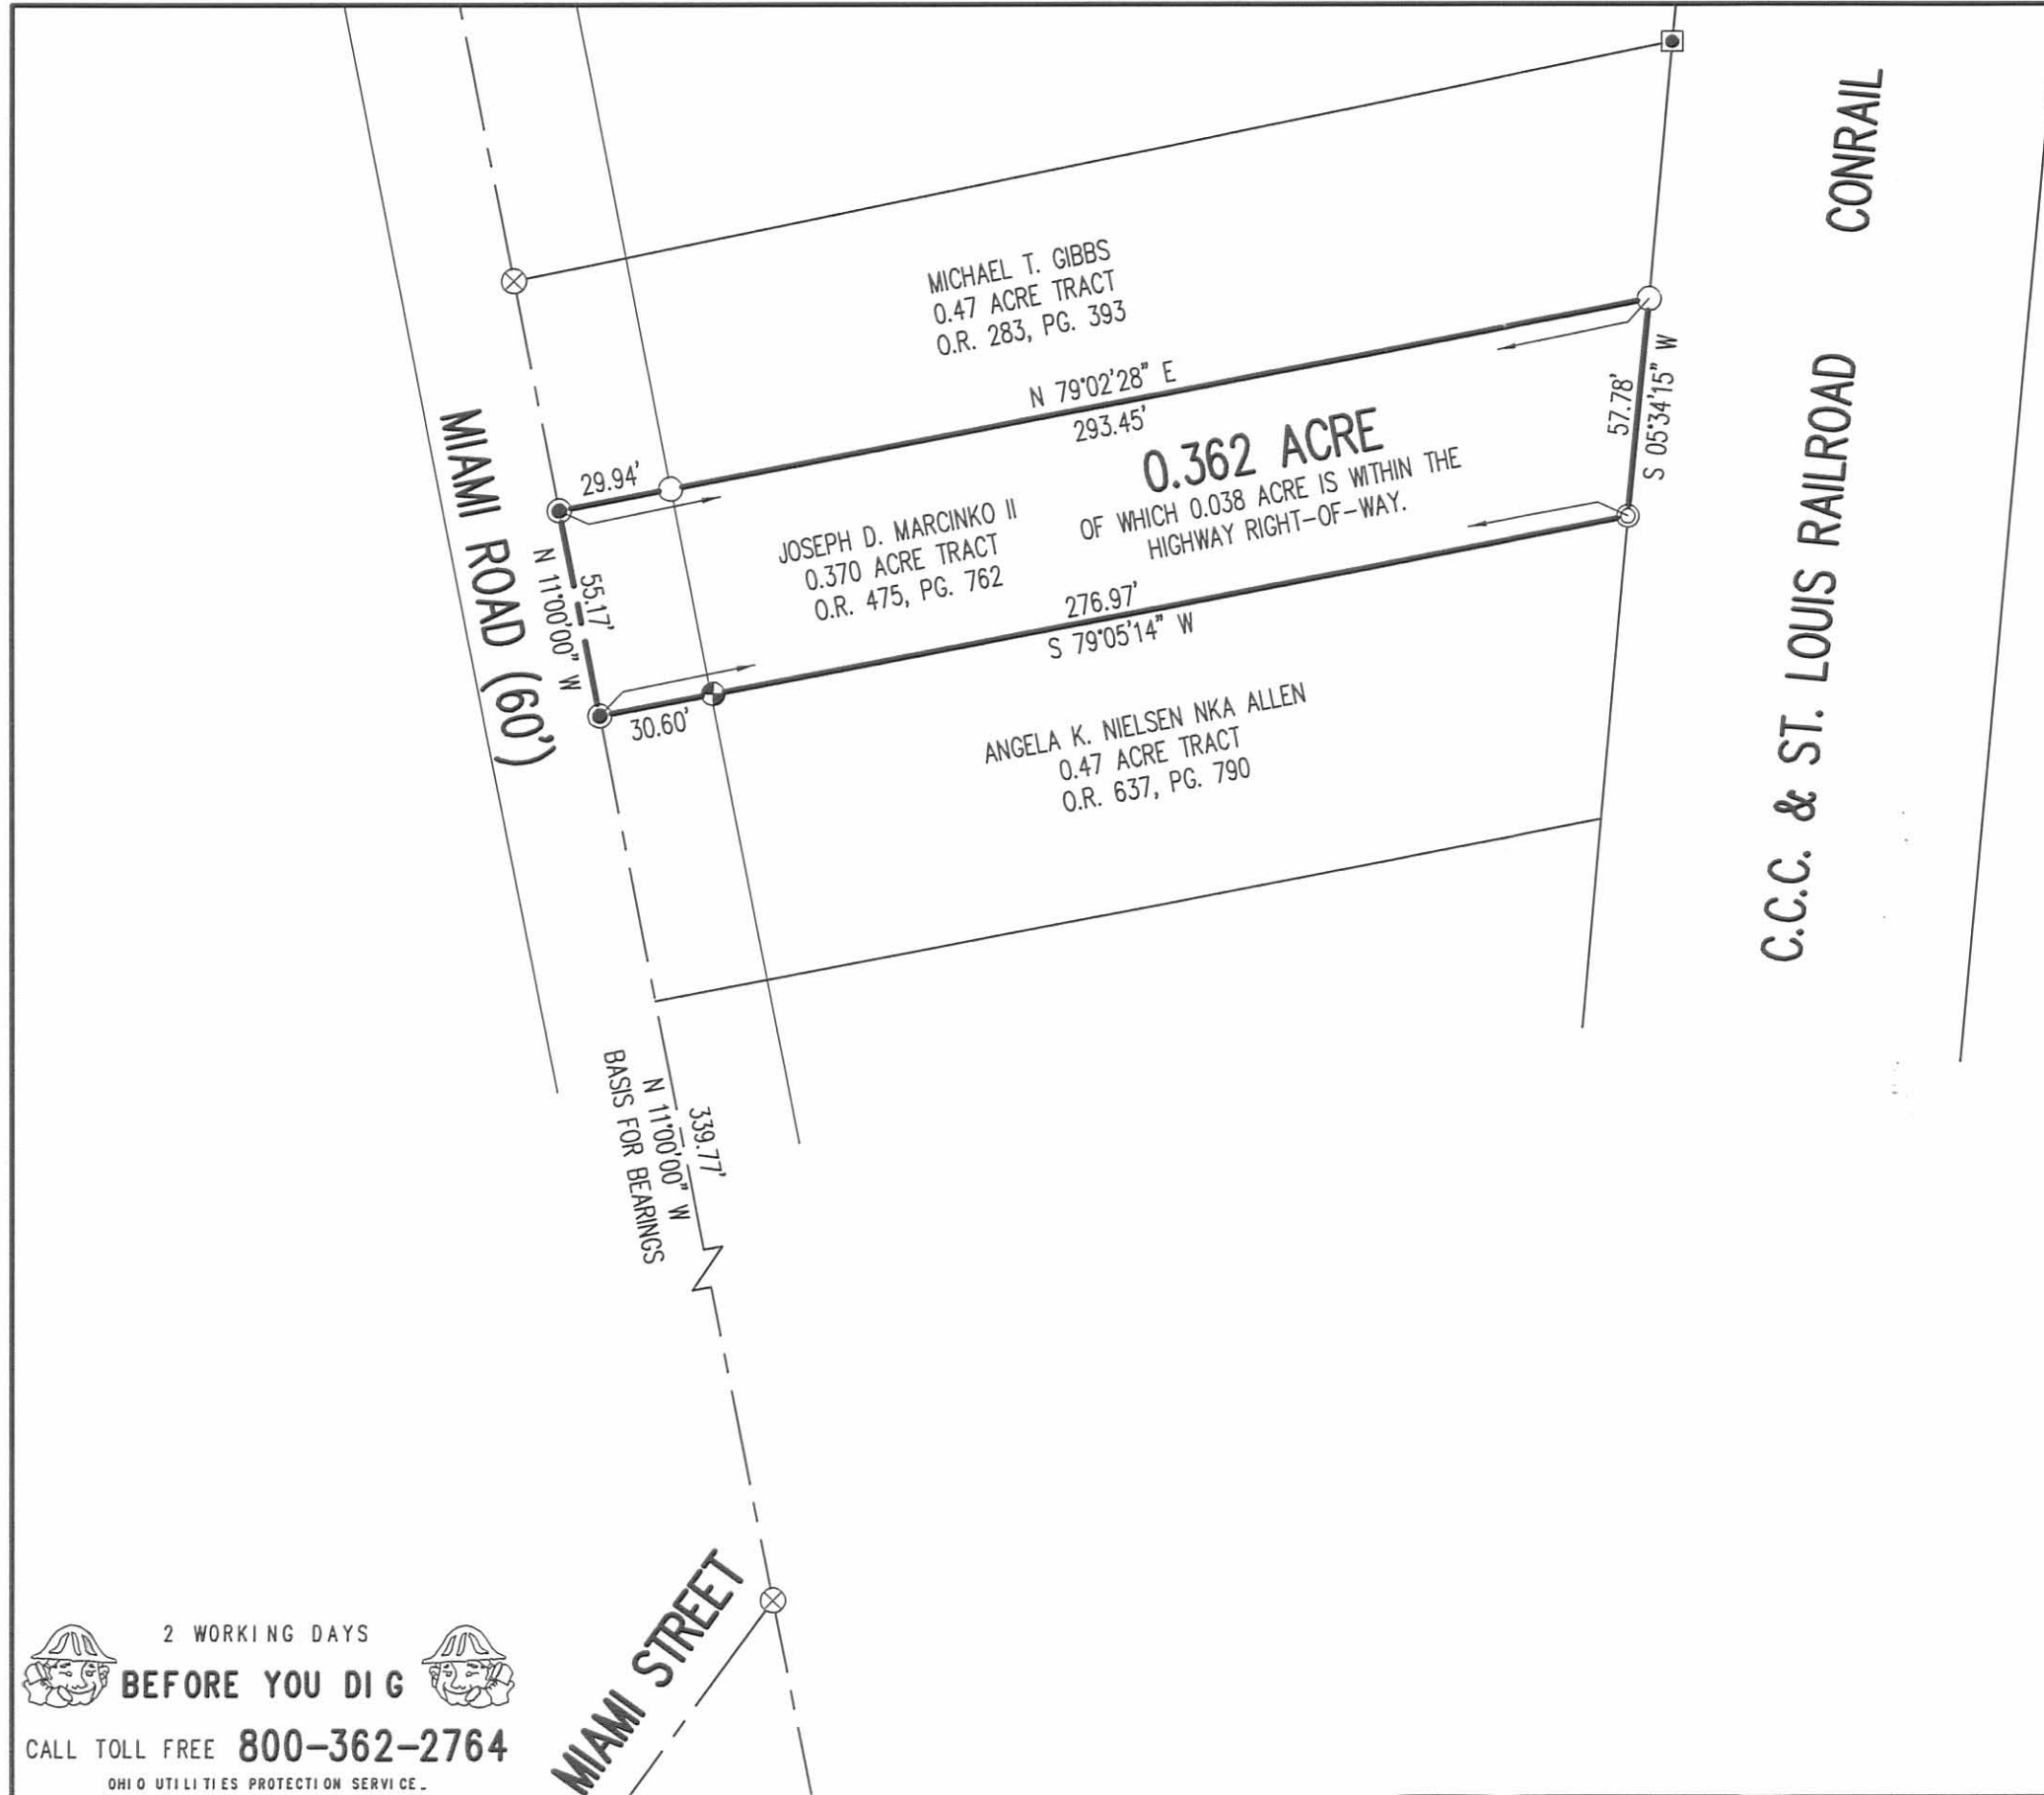 CONRAIL
MICHAEL T. GIBBS
0.47 ACRE TRACT
O.R. 283, PG. 393
N 79°02'28" E
293.45'
57.78'
S 05°34'15" W
0.362 ACRE
OF WHICH 0.038 ACRE IS WITHIN THE
HIGHWAY RIGHT-OF-WAY.
29.94'
MIAMI ROAD (60')
55.17'
N 11°00'00" W
JOSEPH D. MARCINKO II
0.370 ACRE TRACT
O.R. 475, PG. 762
276.97'
S 79°05'14" W
30.60'
ANGELA K. NIELSEN NKA ALLEN
0.47 ACRE TRACT
O.R. 637, PG. 790
C.C.C. & ST. LOUIS RAILROAD
339.77'
N 11°00'00" W
BASIS FOR BEARINGS
MIAMI STREET
2 WORKING DAYS
BEFORE YOU DIG
CALL TOLL FREE 800-362-2764
OHIO UTILITIES PROTECTION SERVICE.